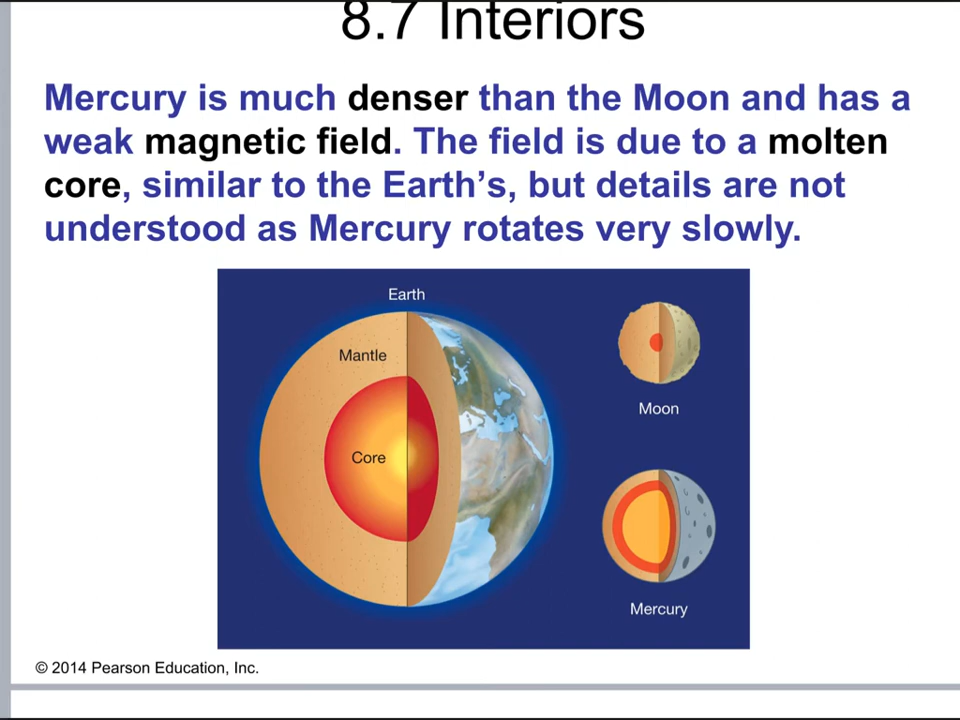 8.7 Interiors
Mercury is much denser than the Moon and has a
weak magnetic field. The field is due to a molten
core, similar to the Earth’s, but details are not
understood as Mercury rotates very slowly.
Earth
Mantle
Core
Moon
Mercury
© 2014 Pearson Education, Inc.